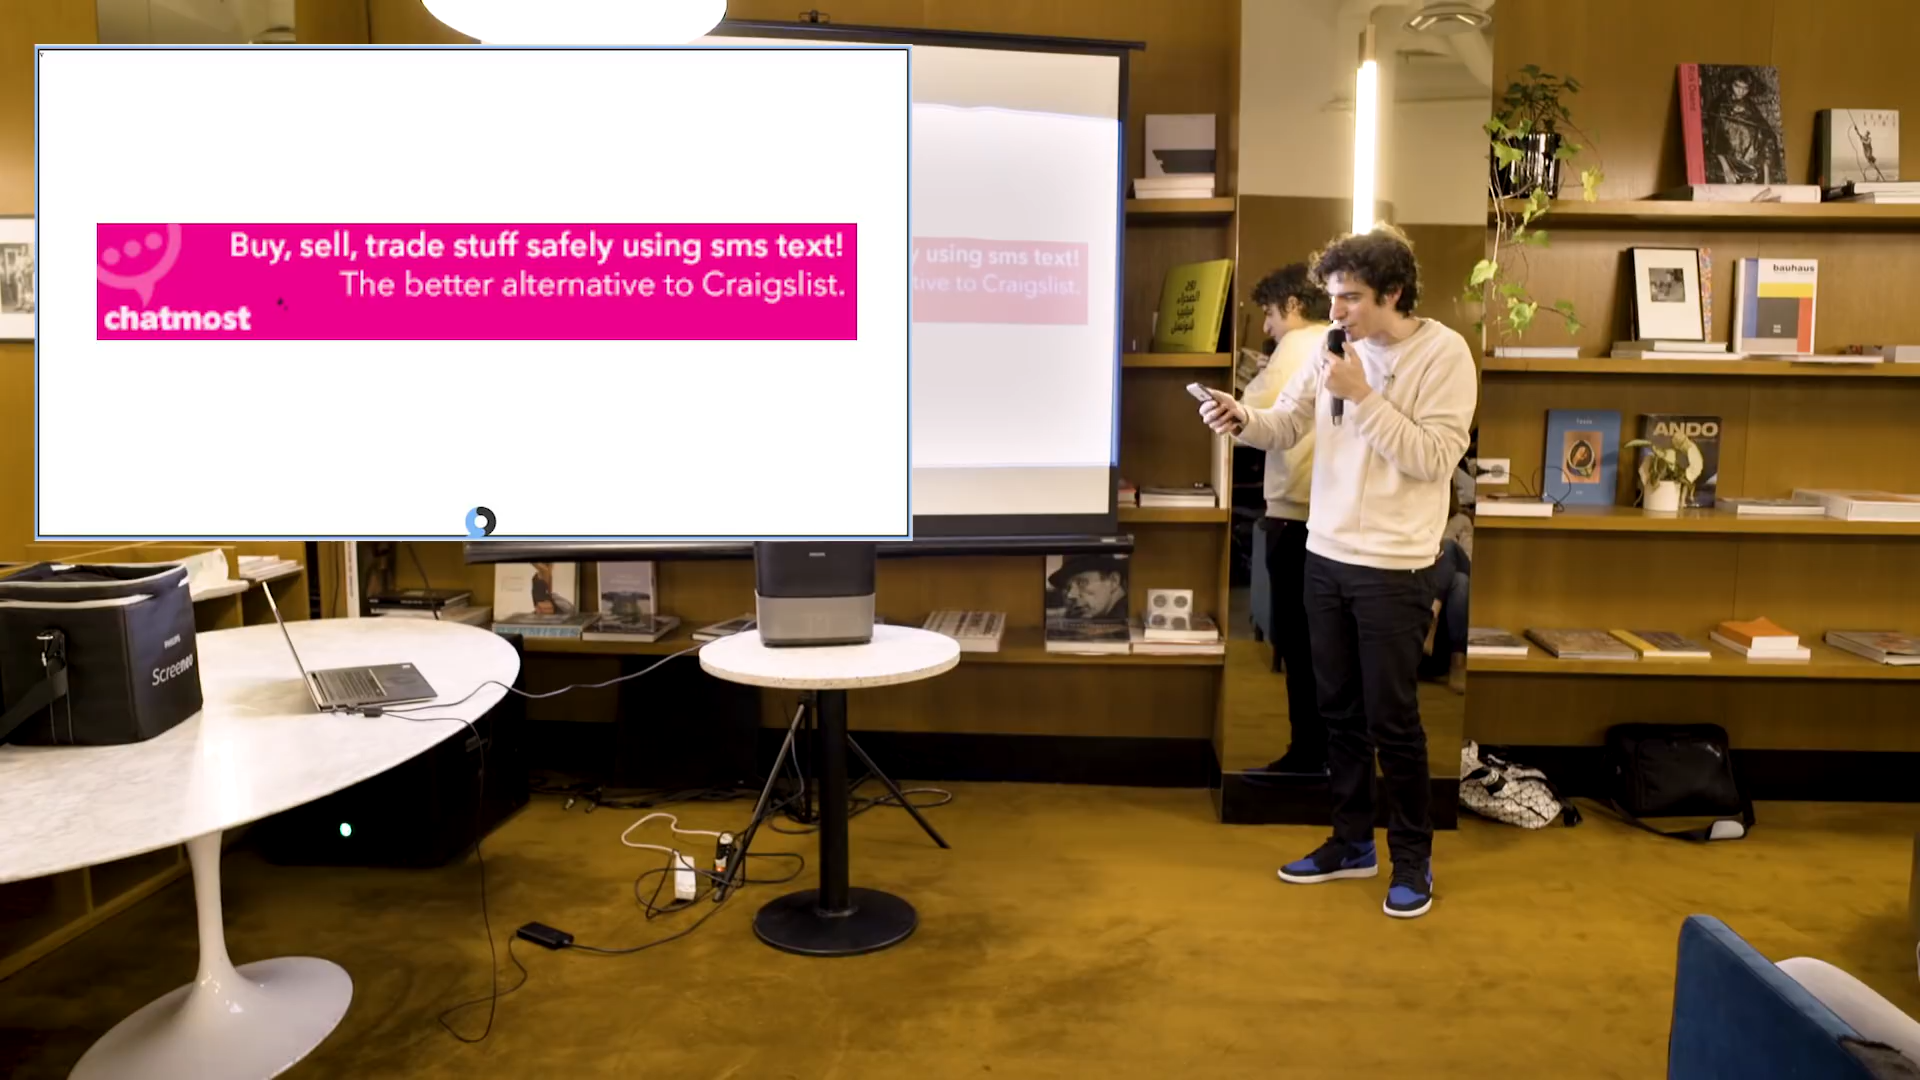 Buy, sell, trade stuff safely using sms text!
The better alternative to Craigslist.
chatmost
using sms text!
tive to Craigslist.
bauhaus
ANDO
PHILIPS
Screeneo